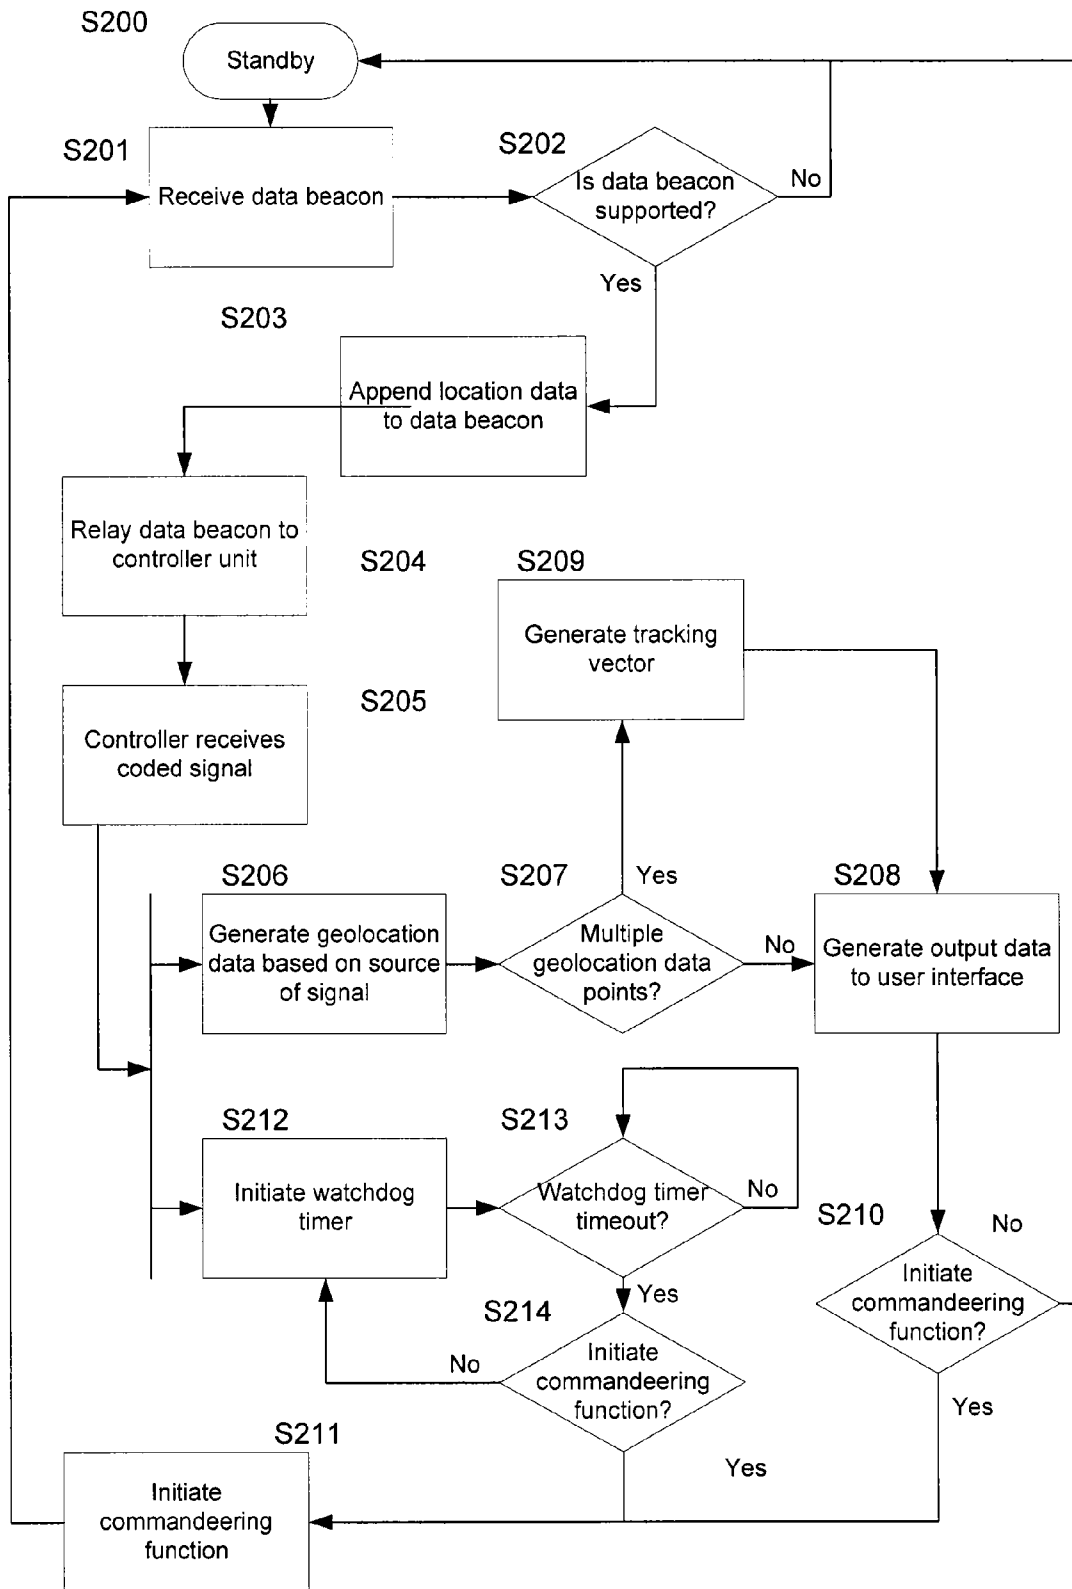 S200
Standby
S201
Receive data beacon
S202
Is data beacon
supported?
No
Yes
S203
Append location data
to data beacon
Relay data beacon to
controller unit
S204
S209
Generate tracking
vector
Controller receives
coded signal
S205
S206
Generate geolocation
data based on source
of signal
S207
Yes
Multiple
geolocation data
points?
No
S208
Generate output data
to user interface
S212
Initiate watchdog
timer
S213
Watchdog timer
timeout?
No
Yes
S210
No
Initiate
commandeering
function?
Yes
S214
No
Initiate
commandeering
function?
Yes
S211
Initiate
commandeering
function